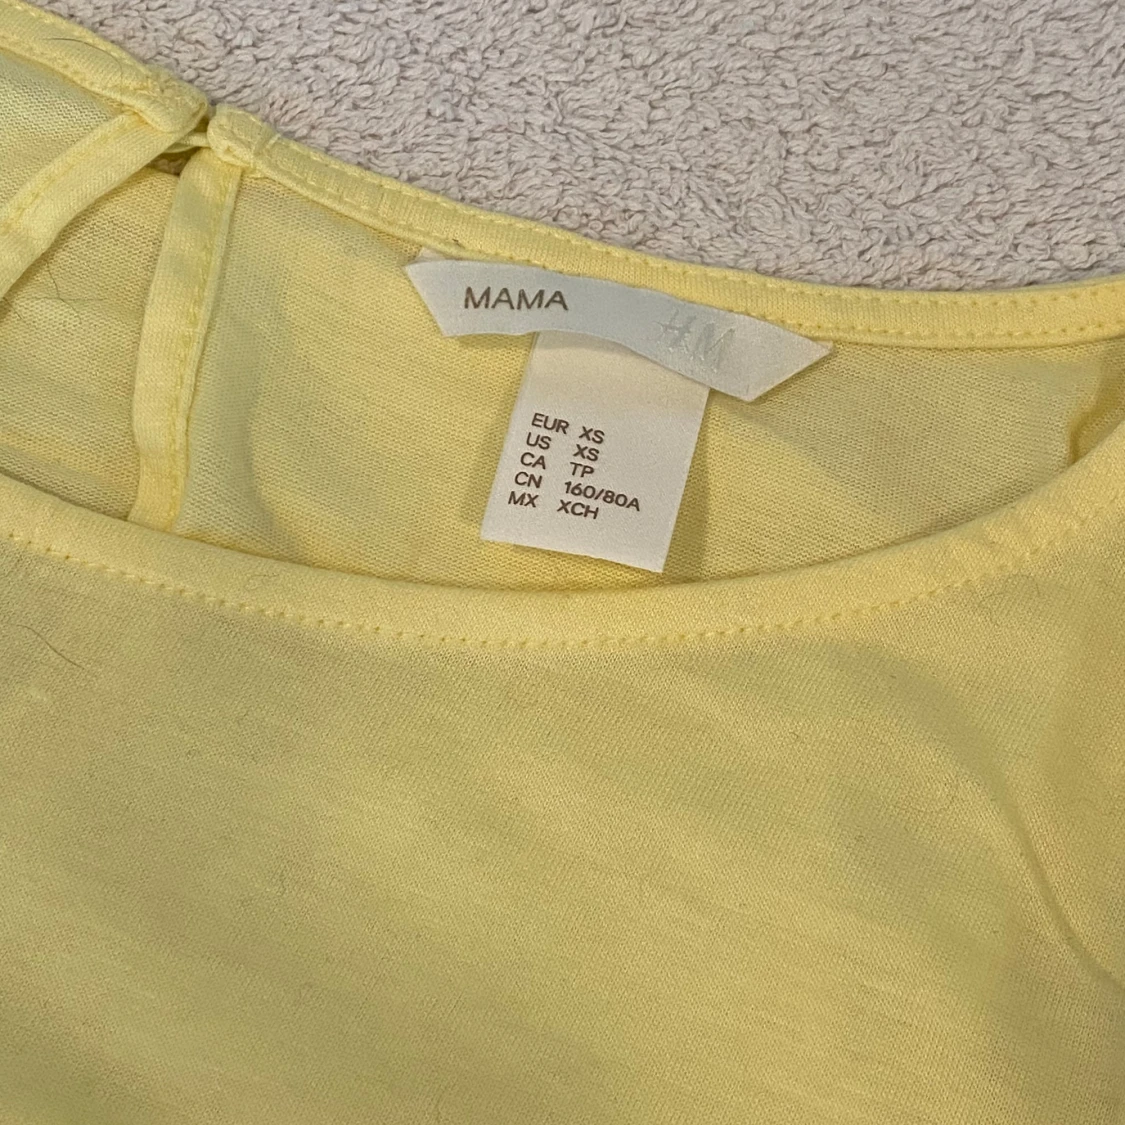 MAMA H&M
EUR XS
US XS
CA TP
CN 160/80A
MX XCH